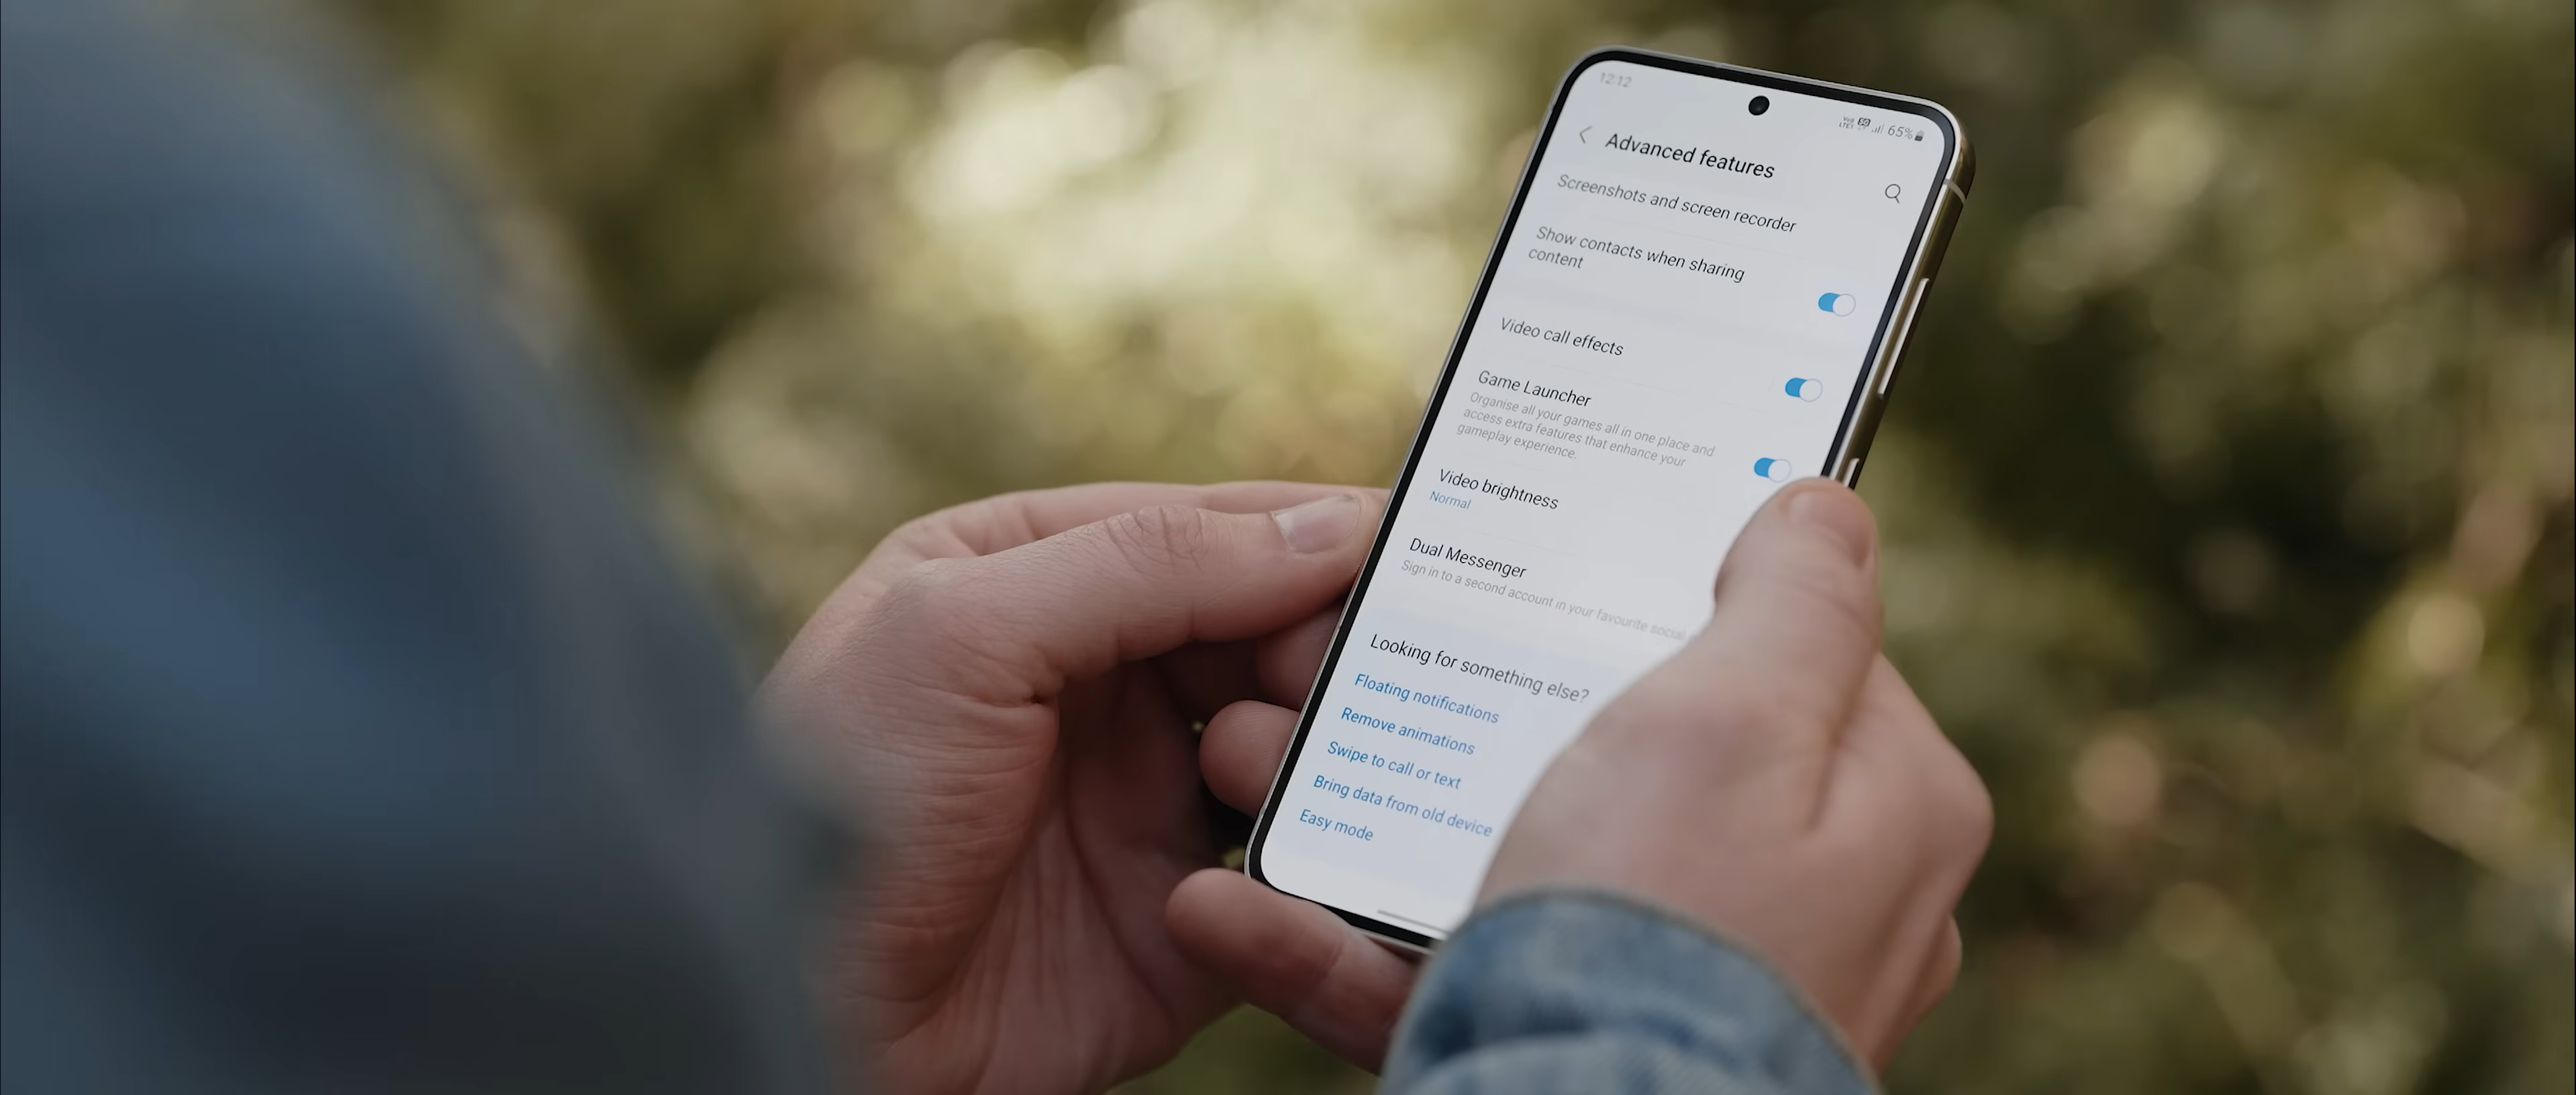 12:12
65%
Advanced features
Screenshots and screen recorder
Show contacts when sharing
content
Video call effects
Game Launcher
Organise all your games all in one place and
access extra features that enhance your
gameplay experience.
Video brightness
Normal
Dual Messenger
Sign in to a second account in your favourite social
Looking for something else?
Floating notifications
Remove animations
Swipe to call or text
Bring data from old device
Easy mode